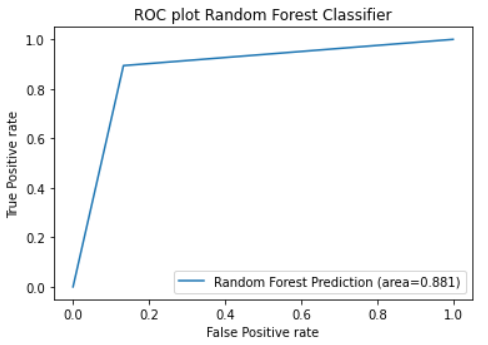 ROC plot Random Forest Classifier
1.0
0.8
0.6
0.4
0.2
0.0
True Positive rate
Random Forest Prediction (area=0.881)
0.0 0.2 0.4 0.6 0.8 1.0
False Positive rate